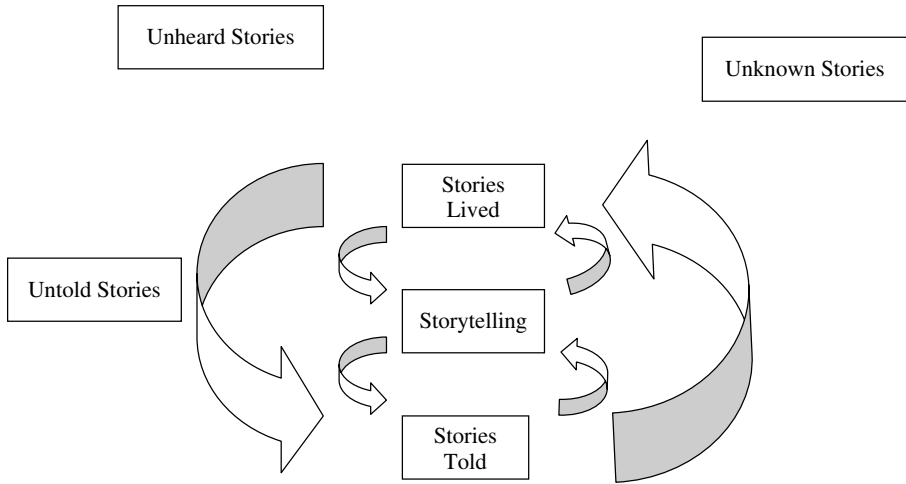 Unheard Stories
Unknown Stories
Stories
Lived
Untold Stories
Storytelling
Stories
Told